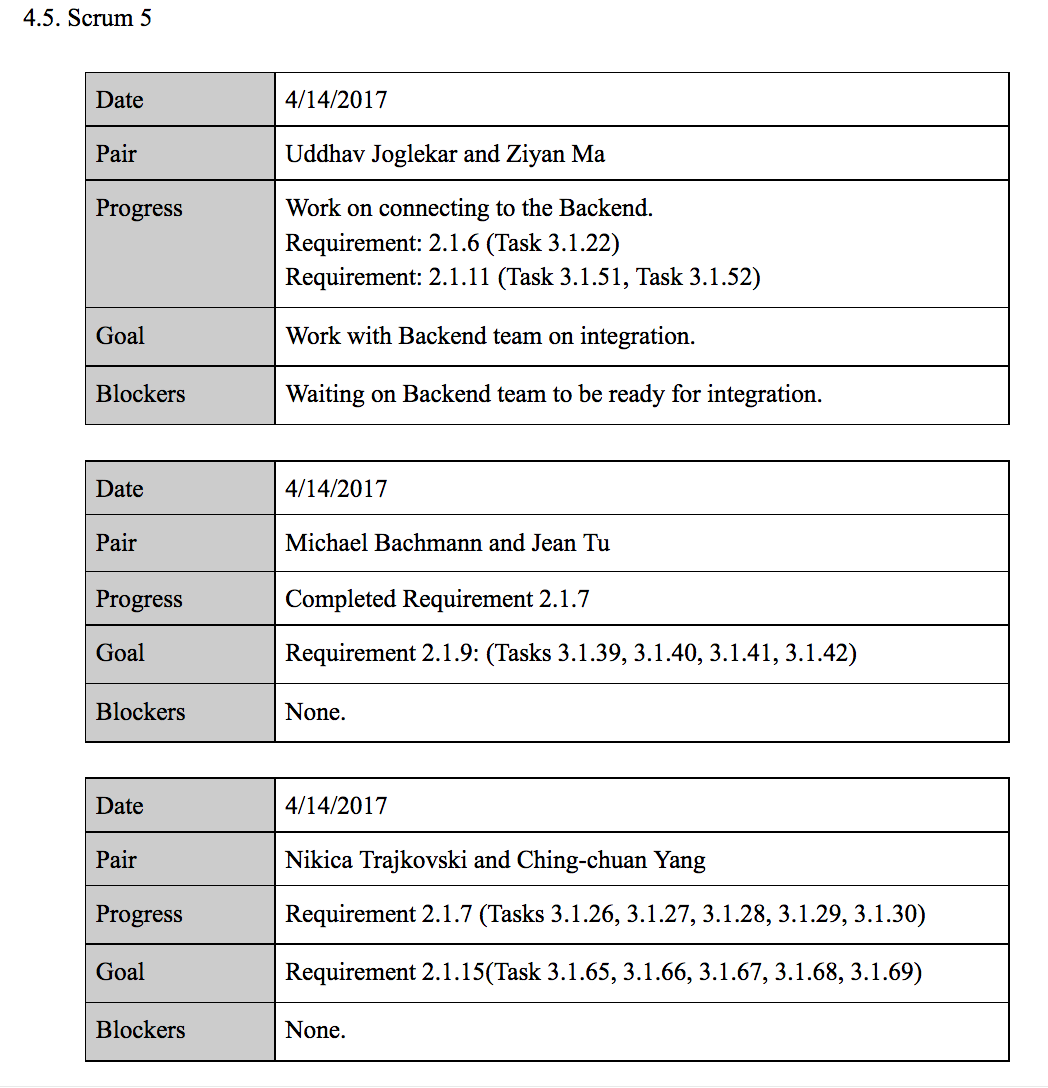 4.5. Scrum 5
Date 4/14/2017
Pair Uddhav Joglekar and Ziyan Ma
Progress Work on connecting to the Backend.
Requirement: 2.1.6 (Task 3.1.22)
Requirement: 2.1.11 (Task 3.1.51, Task 3.1.52)
Goal Work with Backend team on integration.
Blockers Waiting on Backend team to be ready for integration.
Date 4/14/2017
Pair Michael Bachmann and Jean Tu
Progress Completed Requirement 2.1.7
Goal Requirement 2.1.9: (Tasks 3.1.39, 3.1.40, 3.1.41, 3.1.42)
Blockers None.
Date 4/14/2017
Pair Nikica Trajkovski and Ching-chuan Yang
Progress Requirement 2.1.7 (Tasks 3.1.26, 3.1.27, 3.1.28, 3.1.29, 3.1.30)
Goal Requirement 2.1.15(Task 3.1.65, 3.1.66, 3.1.67, 3.1.68, 3.1.69)
Blockers None.